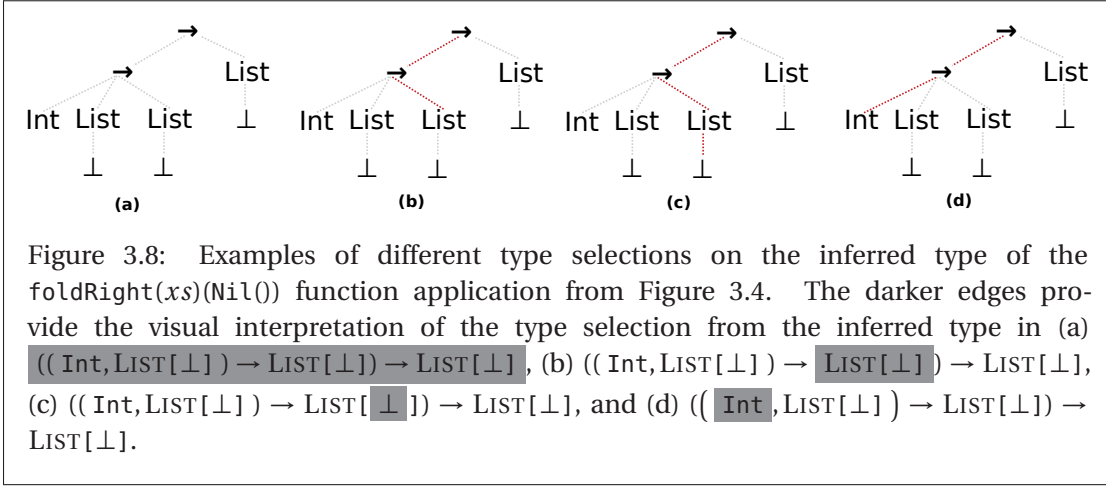 → → → →
→ List → List → List → List
Int List List ⊥ Int List List ⊥ Int List List ⊥ Int List List ⊥
⊥ ⊥ ⊥ ⊥ ⊥ ⊥ ⊥ ⊥
(a) (b) (c) (d)
Figure 3.8: Examples of different type selections on the inferred type of the
foldRight(xs)(Nil()) function application from Figure 3.4. The darker edges pro-
vide the visual interpretation of the type selection from the inferred type in (a)
((Int,LIST[⊥]) → LIST[⊥]) → LIST[⊥], (b) ((Int,LIST[⊥]) → LIST[⊥]) → LIST[⊥],
(c) ((Int,LIST[⊥]) → LIST[⊥]) → LIST[⊥], and (d) ((Int,LIST[⊥]) → LIST[⊥]) →
LIST[⊥].